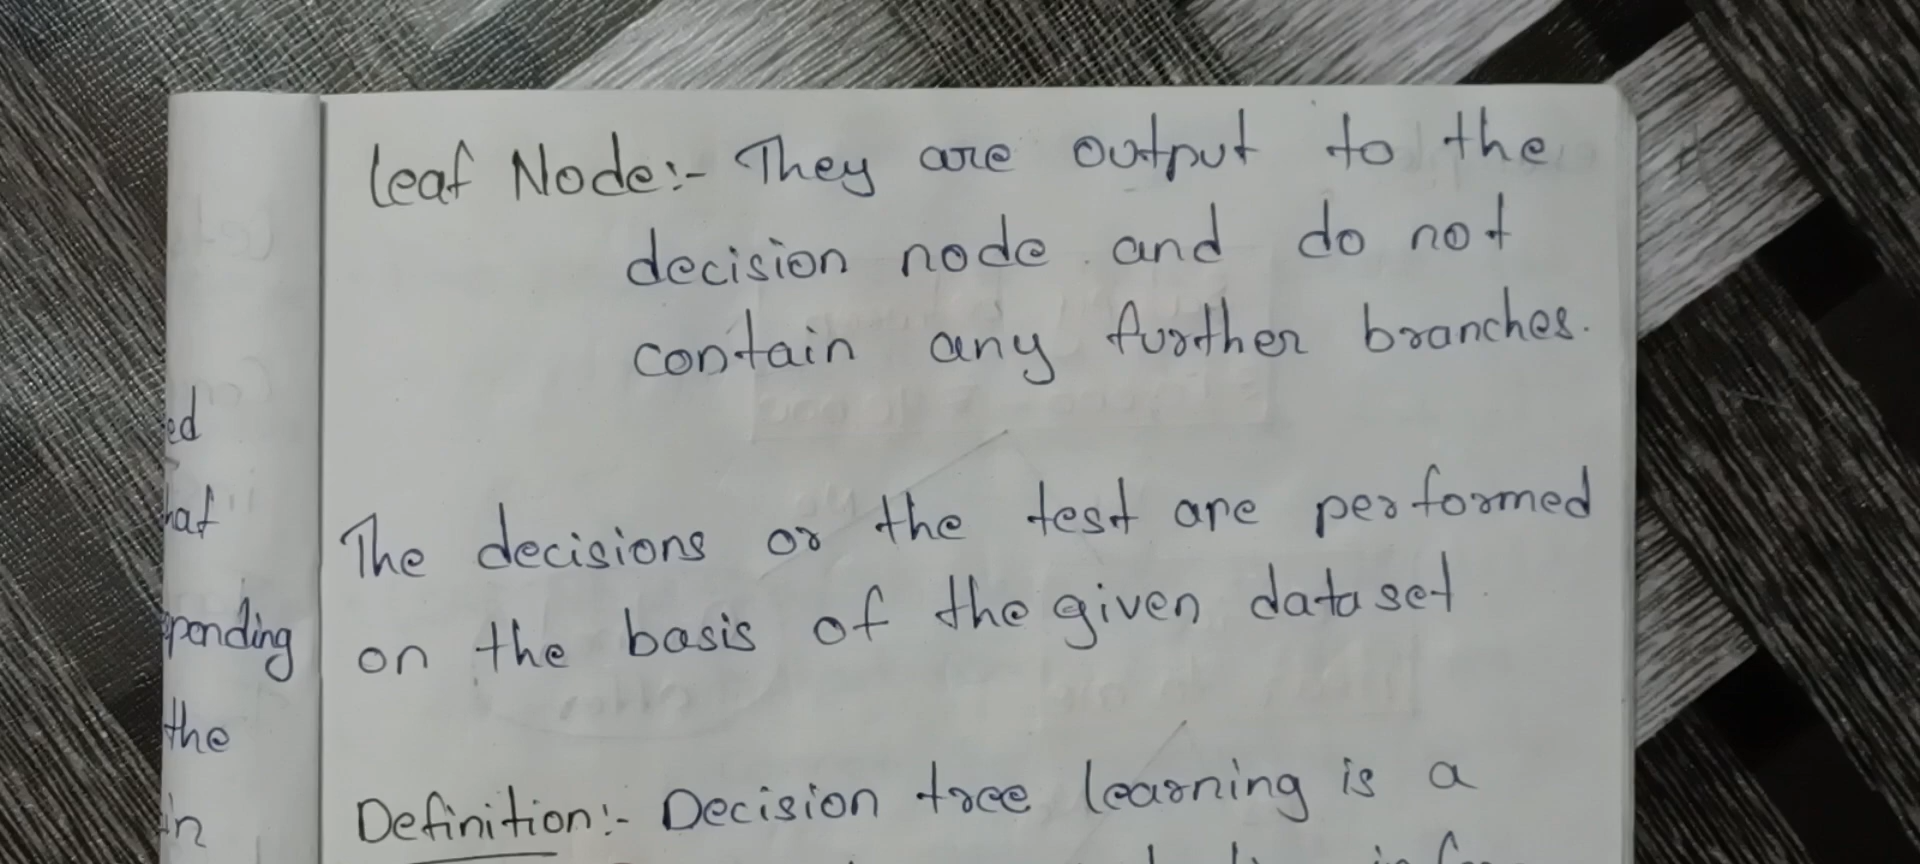 Leaf Node:- They are output to the
decision node and do not
contain any further branches.
The decisions or the test are performed
on the basis of the given dataset
Definition:- Decision tree learning is a
ed
hat
pending
the
in